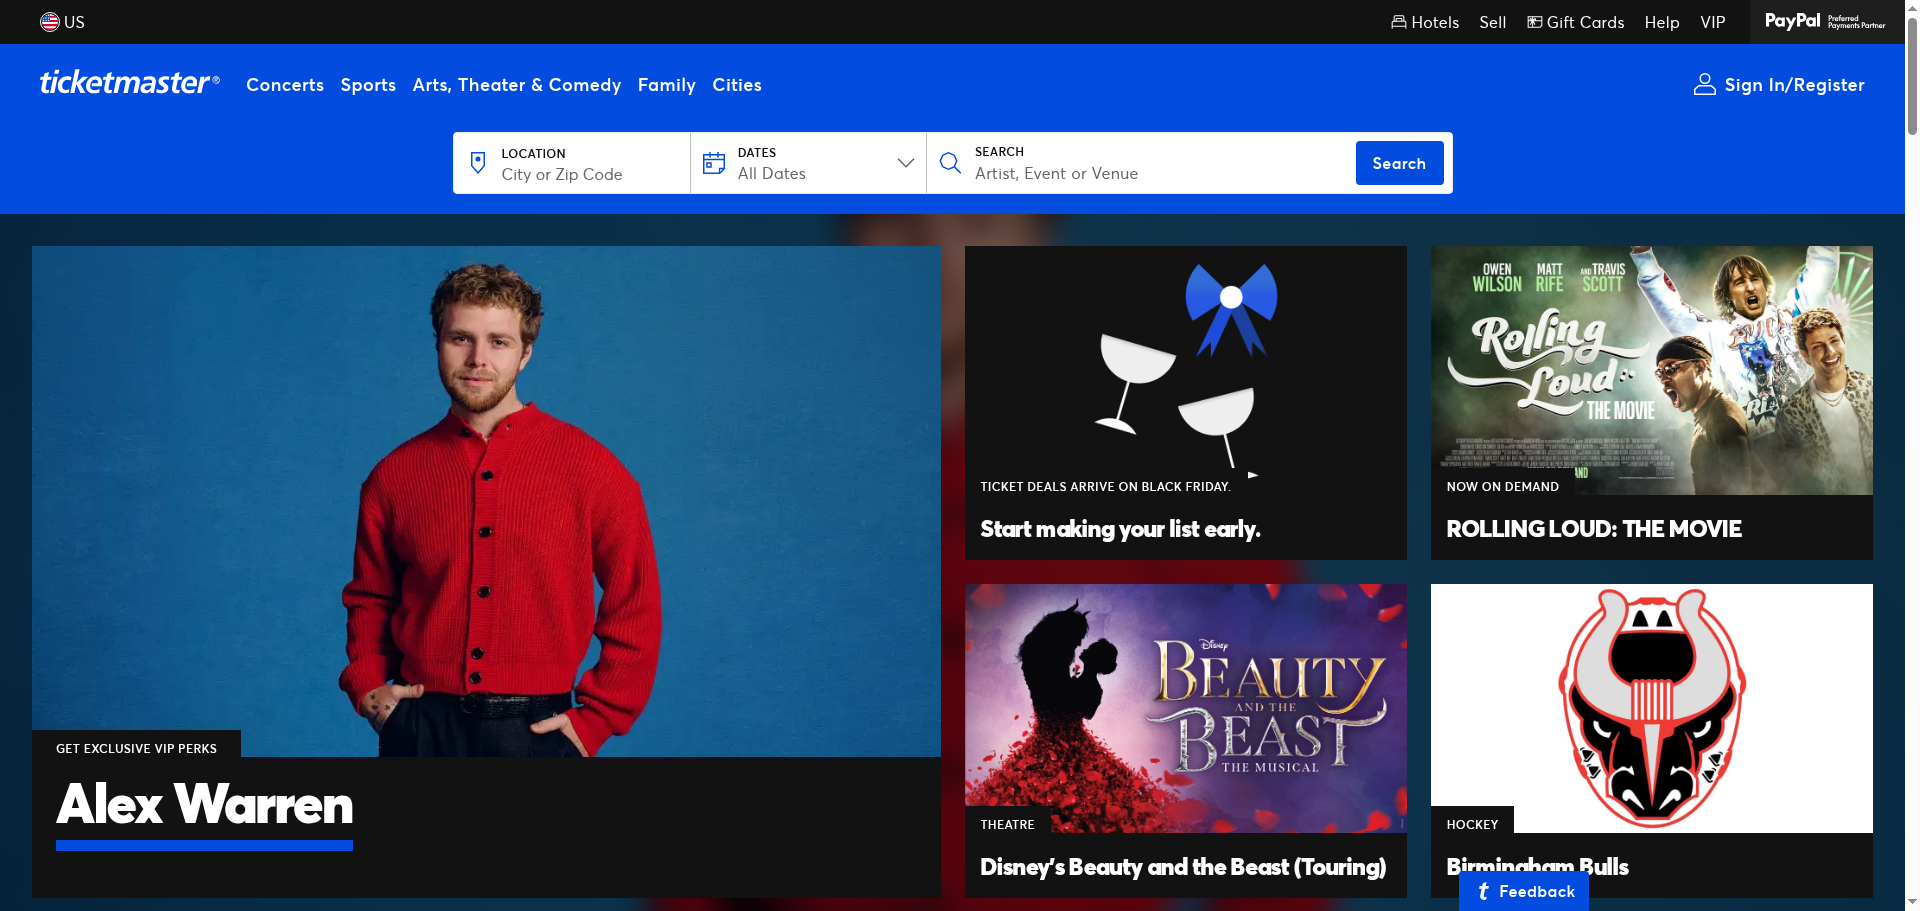 US
Hotels
Sell
Gift Cards
Help
VIP
PayPal
Preferred
Payments Partner
ticketmaster®
Concerts
Sports
Arts, Theater & Comedy
Family
Cities
Sign In/Register
LOCATION
City or Zip Code
DATES
All Dates
SEARCH
Artist, Event or Venue
Search
GET EXCLUSIVE VIP PERKS
Alex Warren
TICKET DEALS ARRIVE ON BLACK FRIDAY.
Start making your list early.
OWEN WILSON
MATT RIFE
AND TRAVIS SCOTT
Rolling
Loud
THE MOVIE
NOW ON DEMAND
ROLLING LOUD: THE MOVIE
Disney
BEAUTY
AND THE
BEAST
THE MUSICAL
THEATRE
Disney's Beauty and the Beast (Touring)
HOCKEY
Birmingham Bulls
t Feedback